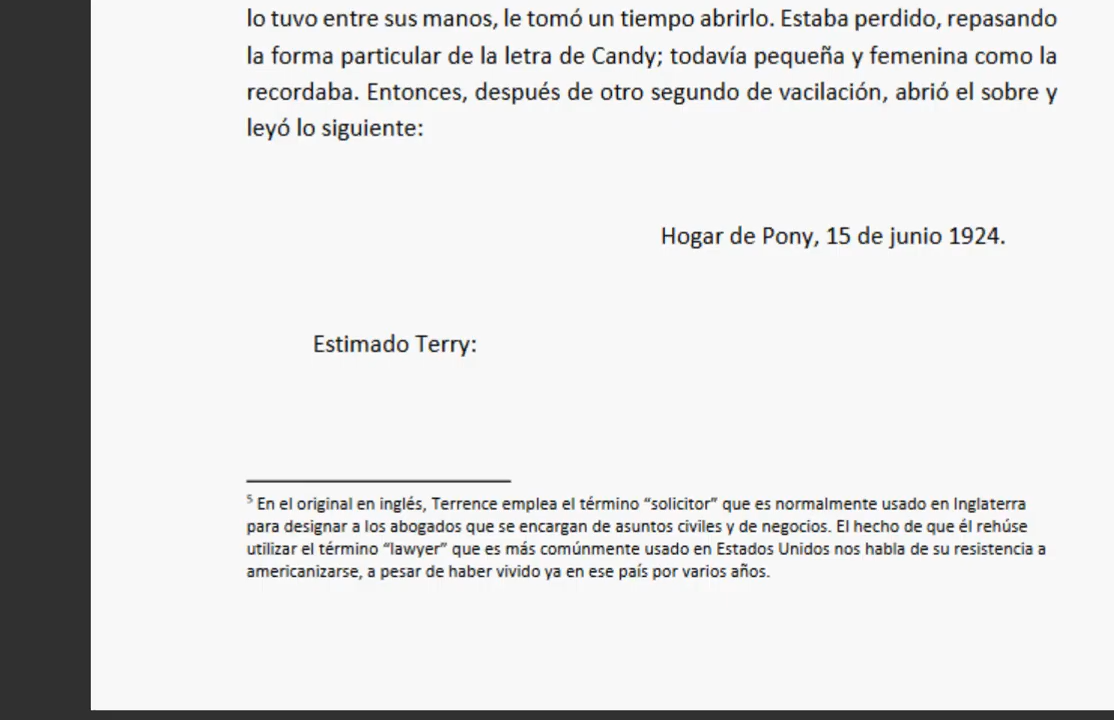 lo tuvo entre sus manos, le tomó un tiempo abrirlo. Estaba perdido, repasando
la forma particular de la letra de Candy; todavía pequeña y femenina como la
recordaba. Entonces, después de otro segundo de vacilación, abrió el sobre y
leyó lo siguiente:
Hogar de Pony, 15 de junio 1924.
Estimado Terry:
5 En el original en inglés, Terrence emplea el término “solicitor” que es normalmente usado en Inglaterra
para designar a los abogados que se encargan de asuntos civiles y de negocios. El hecho de que él rehúse
utilizar el término “lawyer” que es más comúnmente usado en Estados Unidos nos habla de su resistencia a
americanizarse, a pesar de haber vivido ya en ese país por varios años.